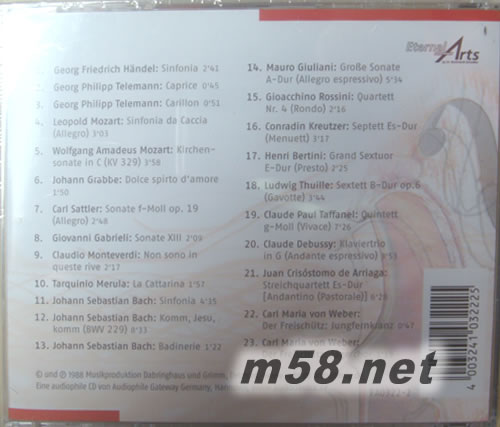 Eternal Arts
Georg Friedrich Händel: Sinfonia 2'41
Georg Philipp Telemann: Caprice 0'45
3. Georg Philipp Telemann: Carillon 0'51
4. Leopold Mozart: Sinfonia da Caccia
(Allegro) 3'03
5. Wolfgang Amadeus Mozart: Kirchen-
sonate in C (KV 329) 3'58
6. Johann Grabbe: Dolce spirto d'amore
1'50
7. Carl Sattler: Sonate f-Moll op. 19
(Allegro) 2'48
8. Giovanni Gabrieli: Sonate XIII 2'09
9. Claudio Monteverdi: Non sono in
queste rive 2'17
10. Tarquinio Merula: La Cattarina 1'57
11. Johann Sebastian Bach: Sinfonia 4'35
12. Johann Sebastian Bach: Komm, Jesu,
komm (BWV 229) 8'33
13. Johann Sebastian Bach: Badinerie 1'22
14. Mauro Giuliani: Große Sonate
A-Dur (Allegro espressivo) 5'34
15. Gioacchino Rossini: Quartett
Nr. 4 (Rondo) 2'16
16. Conradin Kreutzer: Septett Es-Dur
(Menuett) 3'17
17. Henri Bertini: Grand Sextuor
E-Dur (Presto) 2'25
18. Ludwig Thuille: Sextett B-Dur op.6
(Gavotte) 3'44
19. Claude Paul Taffanel: Quintett
g-Moll (Vivace) 7'26
20. Claude Debussy: Klaviertrio
in G (Andante espressivo) 3'53
21. Juan Crisóstomo de Arriaga:
Streichquartett Es-Dur
[Andantino (Pastorale)] 8'28
22. Carl Maria von Weber:
Der Freischütz: Jungfernkranz 0'47
23. Carl Maria von Weber:
℗ und © 1988 Musikproduktion Dabringhaus und Grimm,
Eine audiophile CD von Audiophile Gateway Germany,
m58.net
4 003241 032225